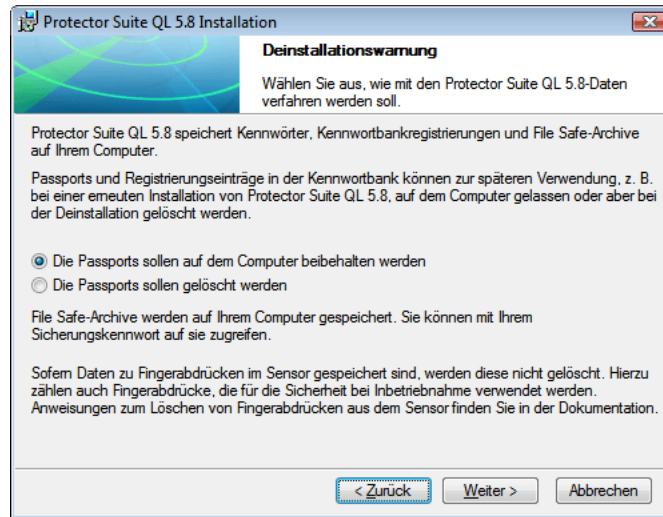 Protector Suite QL 5.8 Installation
Deinstallationswarnung
Wählen Sie aus, wie mit den Protector Suite QL 5.8-Daten
verfahren werden soll.
Protector Suite QL 5.8 speichert Kennwörter, Kennwortbankregistrierungen und File Safe-Archive
auf Ihrem Computer.
Passports und Registrierungseinträge in der Kennwortbank können zur späteren Verwendung, z. B.
bei einer erneuten Installation von Protector Suite QL 5.8, auf dem Computer gelassen oder aber bei
der Deinstallation gelöscht werden.
Die Passports sollen auf dem Computer beibehalten werden
Die Passports sollen gelöscht werden
File Safe-Archive werden auf Ihrem Computer gespeichert. Sie können mit Ihrem
Sicherungskennwort auf sie zugreifen.
Sofern Daten zu Fingerabdrücken im Sensor gespeichert sind, werden diese nicht gelöscht. Hierzu
zählen auch Fingerabdrücke, die für die Sicherheit bei Inbetriebnahme verwendet werden.
Anweisungen zum Löschen von Fingerabdrücken aus dem Sensor finden Sie in der Dokumentation.
< Zurück Weiter > Abbrechen